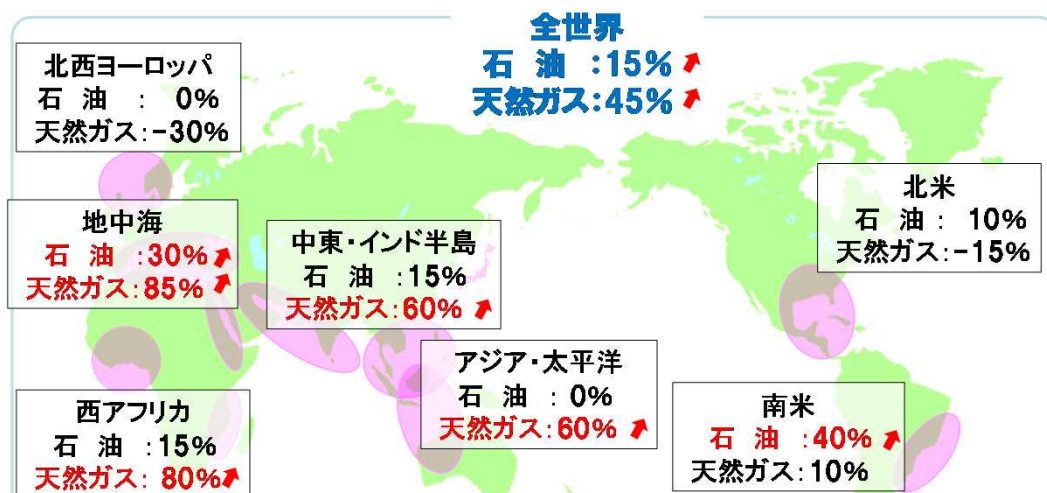 全世界
石 油 :15%
天然ガス:45%
北西ヨーロッパ
石 油 : 0%
天然ガス:-30%
北米
石 油: 10%
天然ガス:-15%
地中海
石 油 :30%
天然ガス:85%
中東・インド半島
石 油 :15%
天然ガス:60%
アジア・太平洋
石 油 : 0%
天然ガス:60%
西アフリカ
石 油 :15%
天然ガス: 80%
南米
石 油 :40%
天然ガス:10%